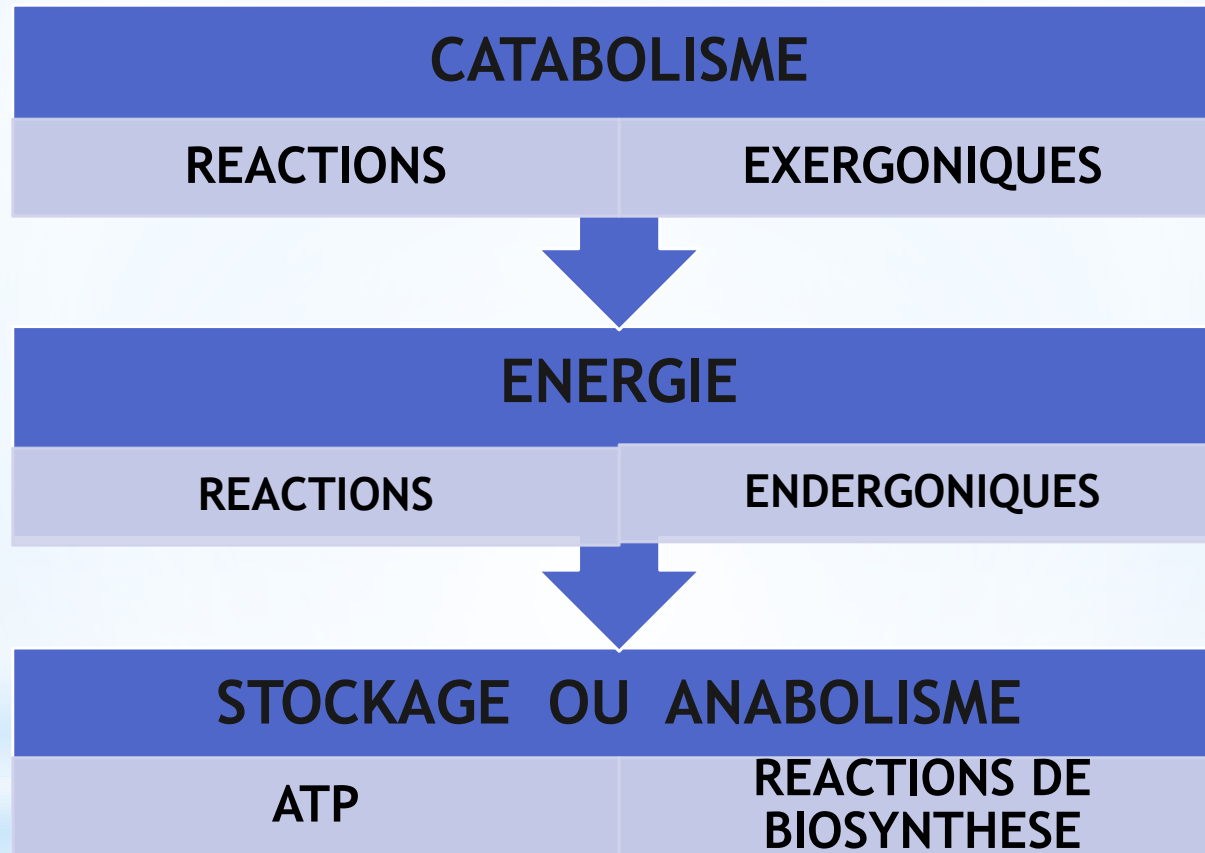 CATABOLISME
REACTIONS EXERGONIQUES
ENERGIE
REACTIONS ENDERGONIQUES
STOCKAGE OU ANABOLISME
ATP
REACTIONS DE
BIOSYNTHESE